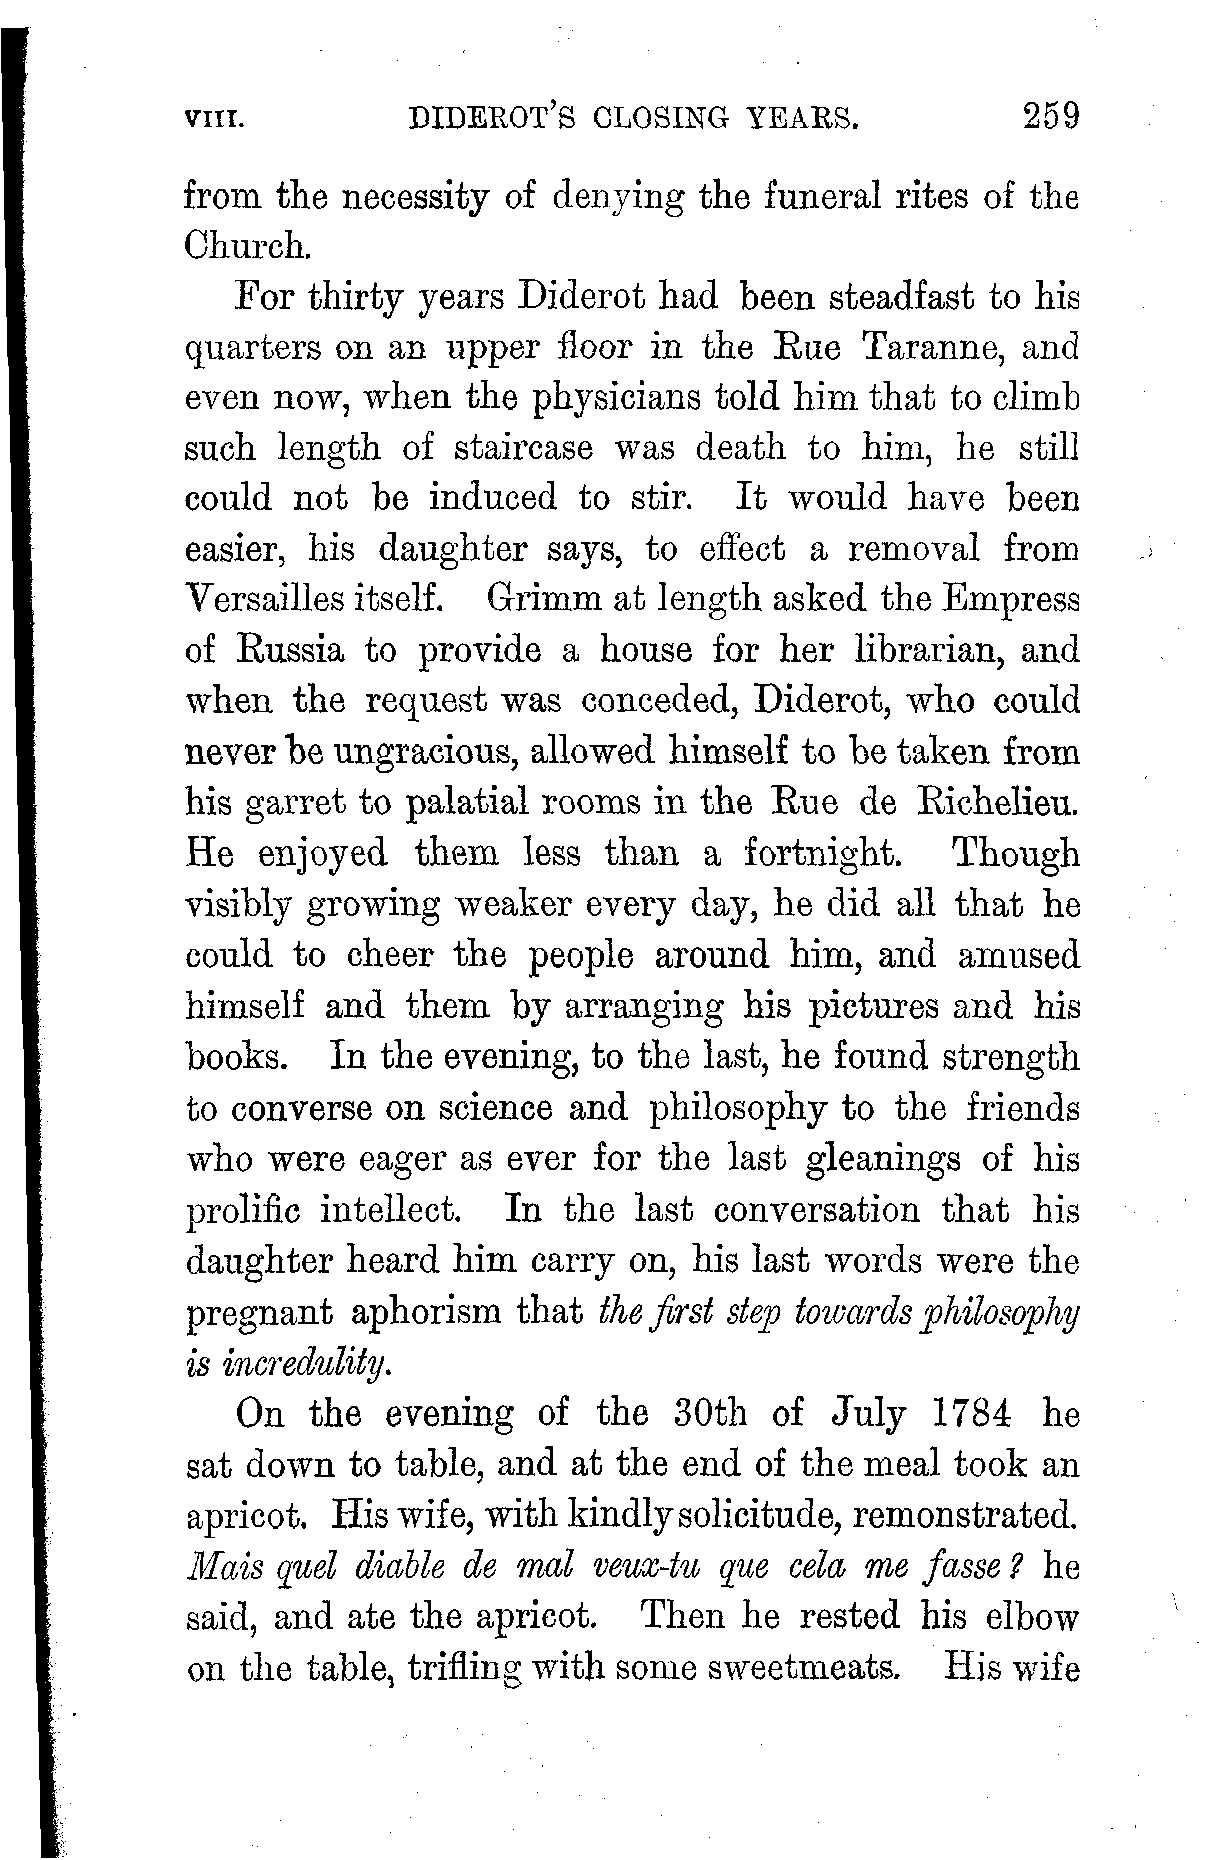 VIII. DIDEROT'S CLOSING YEARS. 259
from the necessity of denying the funeral rites of the
Church.
For thirty years Diderot had been steadfast to his
quarters on an upper floor in the Rue Taranne, and
even now, when the physicians told him that to climb
such length of staircase was death to him, he still
could not be induced to stir. It would have been
easier, his daughter says, to effect a removal from
Versailles itself. Grimm at length asked the Empress
of Russia to provide a house for her librarian, and
when the request was conceded, Diderot, who could
never be ungracious, allowed himself to be taken from
his garret to palatial rooms in the Rue de Richelieu.
He enjoyed them less than a fortnight. Though
visibly growing weaker every day, he did all that he
could to cheer the people around him, and amused
himself and them by arranging his pictures and his
books. In the evening, to the last, he found strength
to converse on science and philosophy to the friends
who were eager as ever for the last gleanings of his
prolific intellect. In the last conversation that his
daughter heard him carry on, his last words were the
pregnant aphorism that the first step towards philosophy
is incredulity.
On the evening of the 30th of July 1784 he
sat down to table, and at the end of the meal took an
apricot. His wife, with kindly solicitude, remonstrated.
Mais quel diable de mal veux-tu que cela me fasse? he
said, and ate the apricot. Then he rested his elbow
on the table, trifling with some sweetmeats. His wife